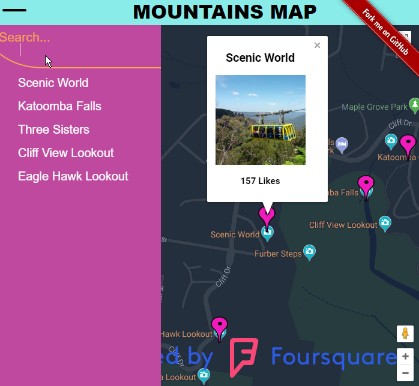 MOUNTAINS MAP
Fork me on GitHub
Search...
Scenic World
Katoomba Falls
Three Sisters
Cliff View Lookout
Eagle Hawk Lookout
×
Scenic World
157 Likes
Maple Grove Park
Cliff Dr
Katoomba
ba Falls
Scenic World
Cliff View Lookout
Furber Steps
Cliff Dr
Hawk Lookout
ed by Foursquare
+
−